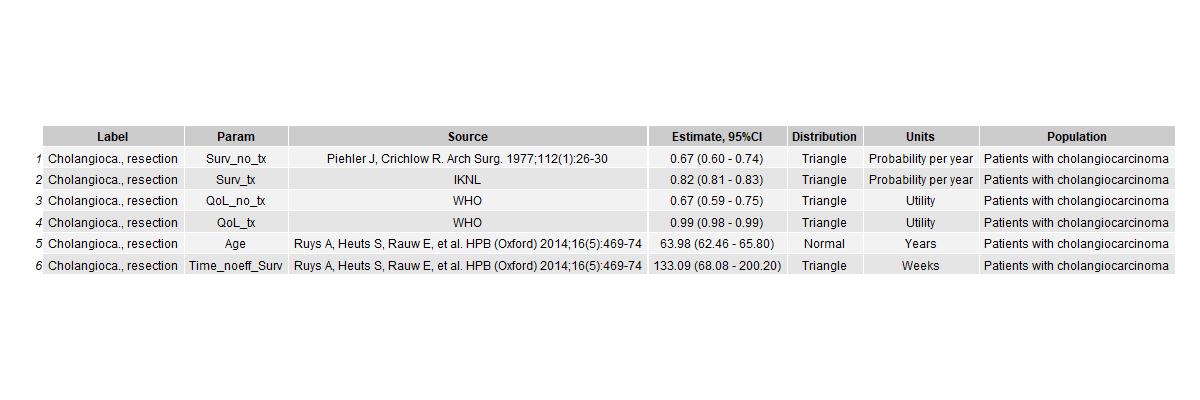 Label Param Source Estimate, 95%CI Distribution Units Population
1 Cholangioca., resection Surv_no_tx Piehler J, Crichlow R. Arch Surg. 1977;112(1):26-30 0.67 (0.60 - 0.74) Triangle Probability per year Patients with cholangiocarcinoma
2 Cholangioca., resection Surv_tx IKNL 0.82 (0.81 - 0.83) Triangle Probability per year Patients with cholangiocarcinoma
3 Cholangioca., resection QoL_no_tx WHO 0.67 (0.59 - 0.75) Triangle Utility Patients with cholangiocarcinoma
4 Cholangioca., resection QoL_tx WHO 0.99 (0.98 - 0.99) Triangle Utility Patients with cholangiocarcinoma
5 Cholangioca., resection Age Ruys A, Heuts S, Rauw E, et al. HPB (Oxford) 2014;16(5):469-74 63.98 (62.46 - 65.80) Normal Years Patients with cholangiocarcinoma
6 Cholangioca., resection Time_noeff_Surv Ruys A, Heuts S, Rauw E, et al. HPB (Oxford) 2014;16(5):469-74 133.09 (68.08 - 200.20) Triangle Weeks Patients with cholangiocarcinoma